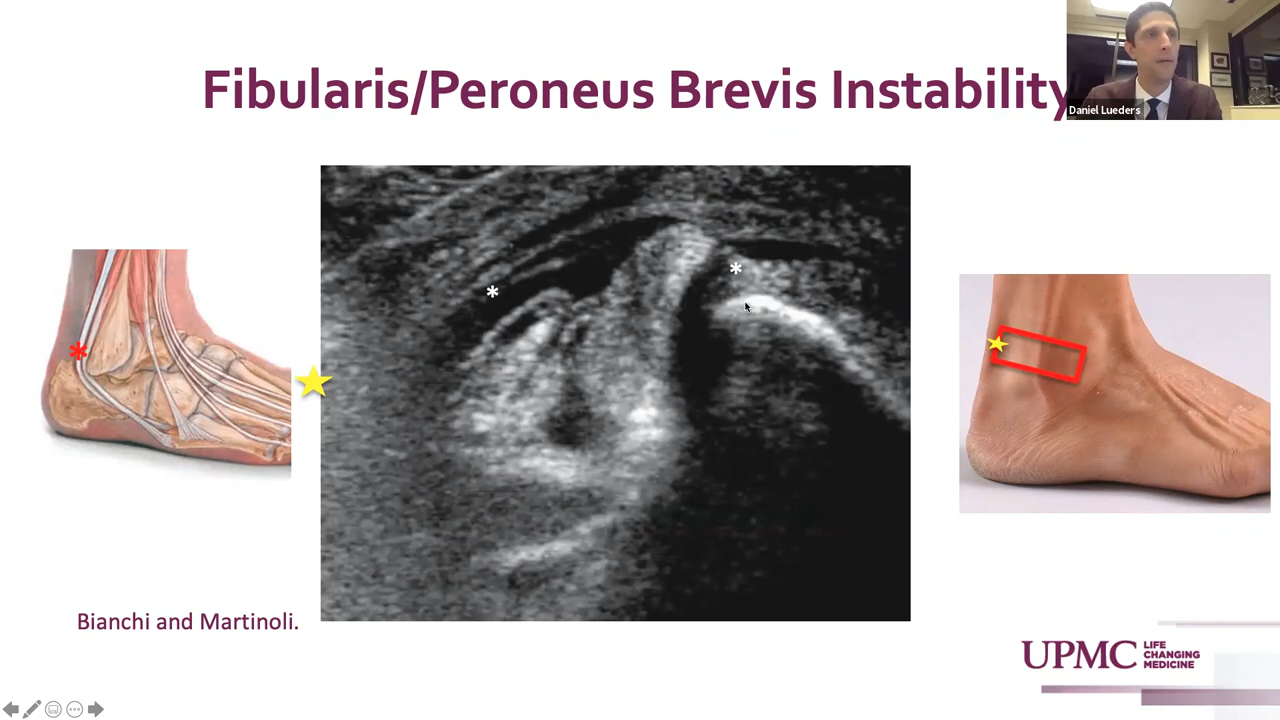 Fibularis/Peroneus Brevis Instability
Daniel Lueders
Bianchi and Martinoli.
UPMC LIFE
CHANGING
MEDICINE